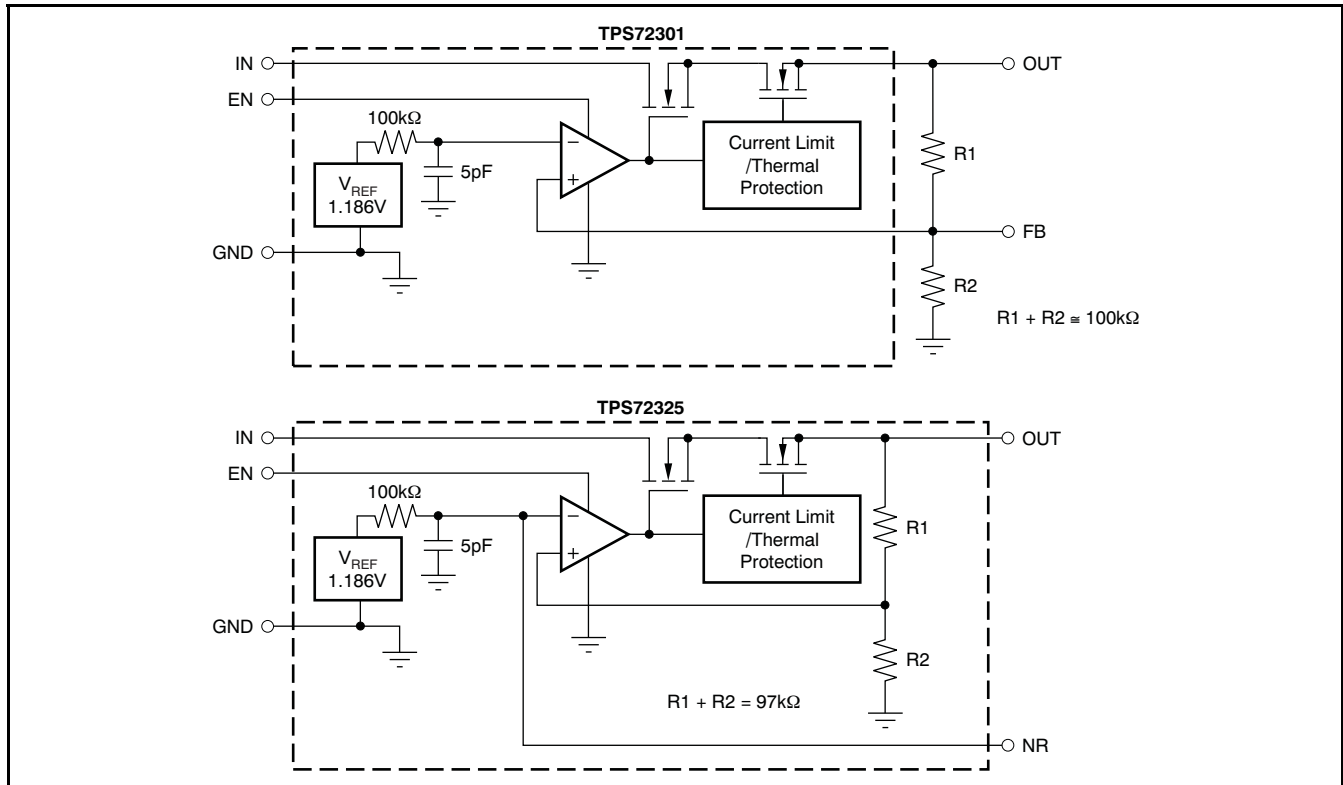 TPS72301
IN
OUT
EN
100kΩ
5pF
−
+
V_REF
1.186V
Current Limit
/Thermal
Protection
R1
GND
FB
R2
R1 + R2 ≅ 100kΩ
TPS72325
IN
OUT
EN
100kΩ
5pF
−
+
V_REF
1.186V
Current Limit
/Thermal
Protection
R1
GND
R2
R1 + R2 = 97kΩ
NR